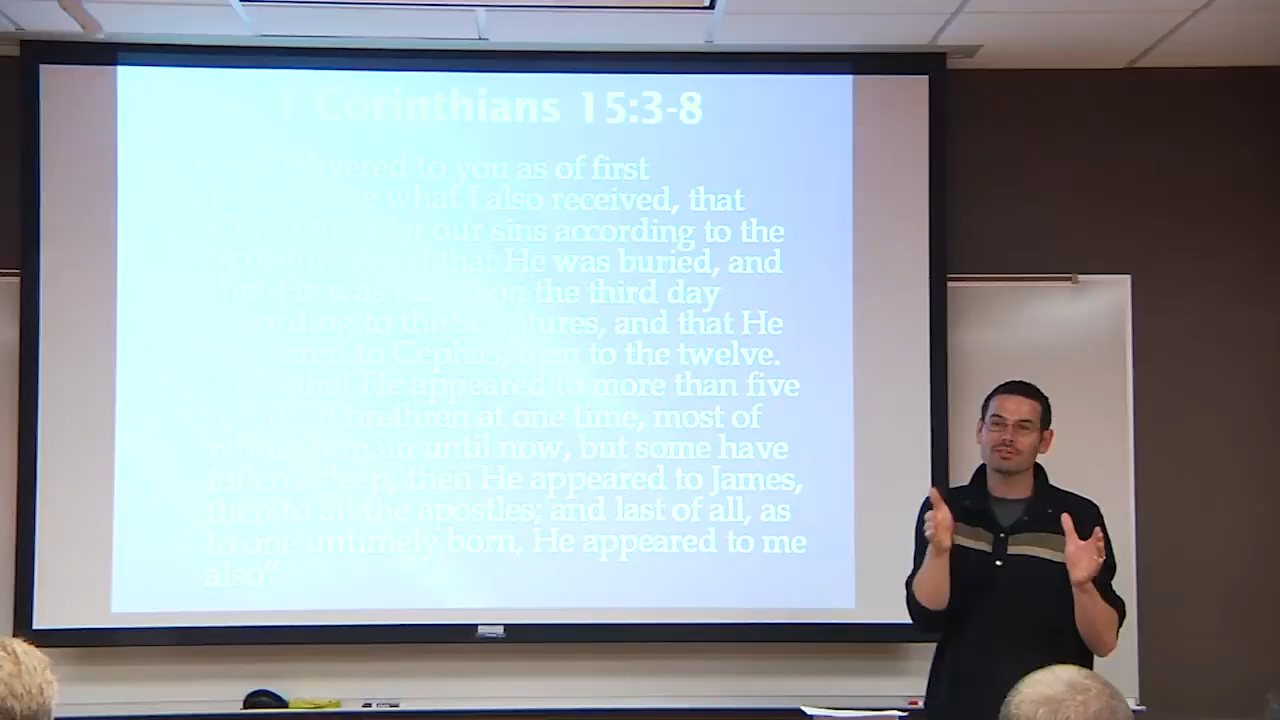 1 Corinthians 15:3-8
delivered to you as of first
what I also received, that
for our sins according to the
Scriptures, and that He was buried, and
that He was raised on the third day
according to the Scriptures, and that He
appeared to Cephas, then to the twelve.
that He appeared to more than five
brethren at one time, most of
remain until now, but some have
fallen asleep, then He appeared to James,
then to all the apostles; and last of all, as
to one untimely born, He appeared to me
also”